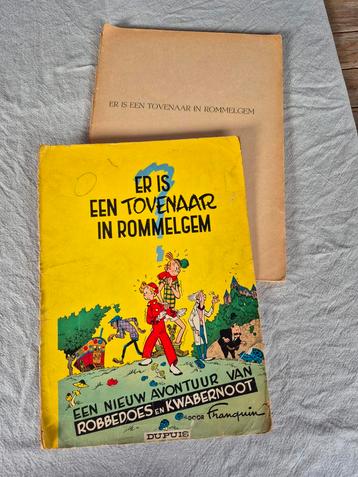 ER IS EEN TOVENAAR IN ROMMELGEM
ER IS
EEN TOVENAAR
IN ROMMELGEM
?
EEN NIEUW AVONTUUR VAN
ROBBEDOES EN KWABERNOOT
DOOR Franquin
DUPUIS